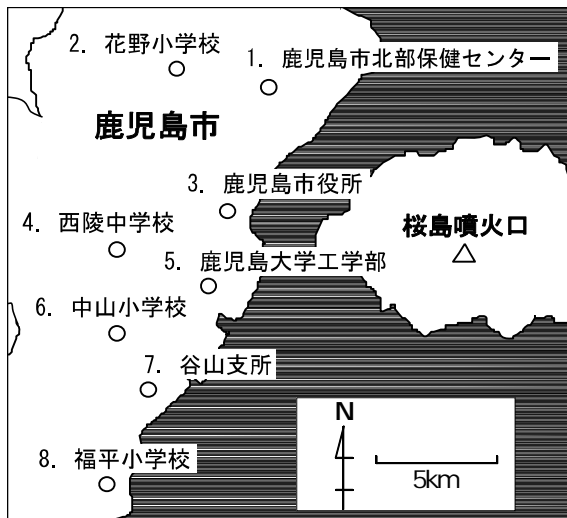 2. 花野小学校
1. 鹿児島市北部保健センター
鹿児島市
3. 鹿児島市役所
4. 西陵中学校
桜島噴火口
5. 鹿児島大学工学部
6. 中山小学校
7. 谷山支所
N
8. 福平小学校
5km